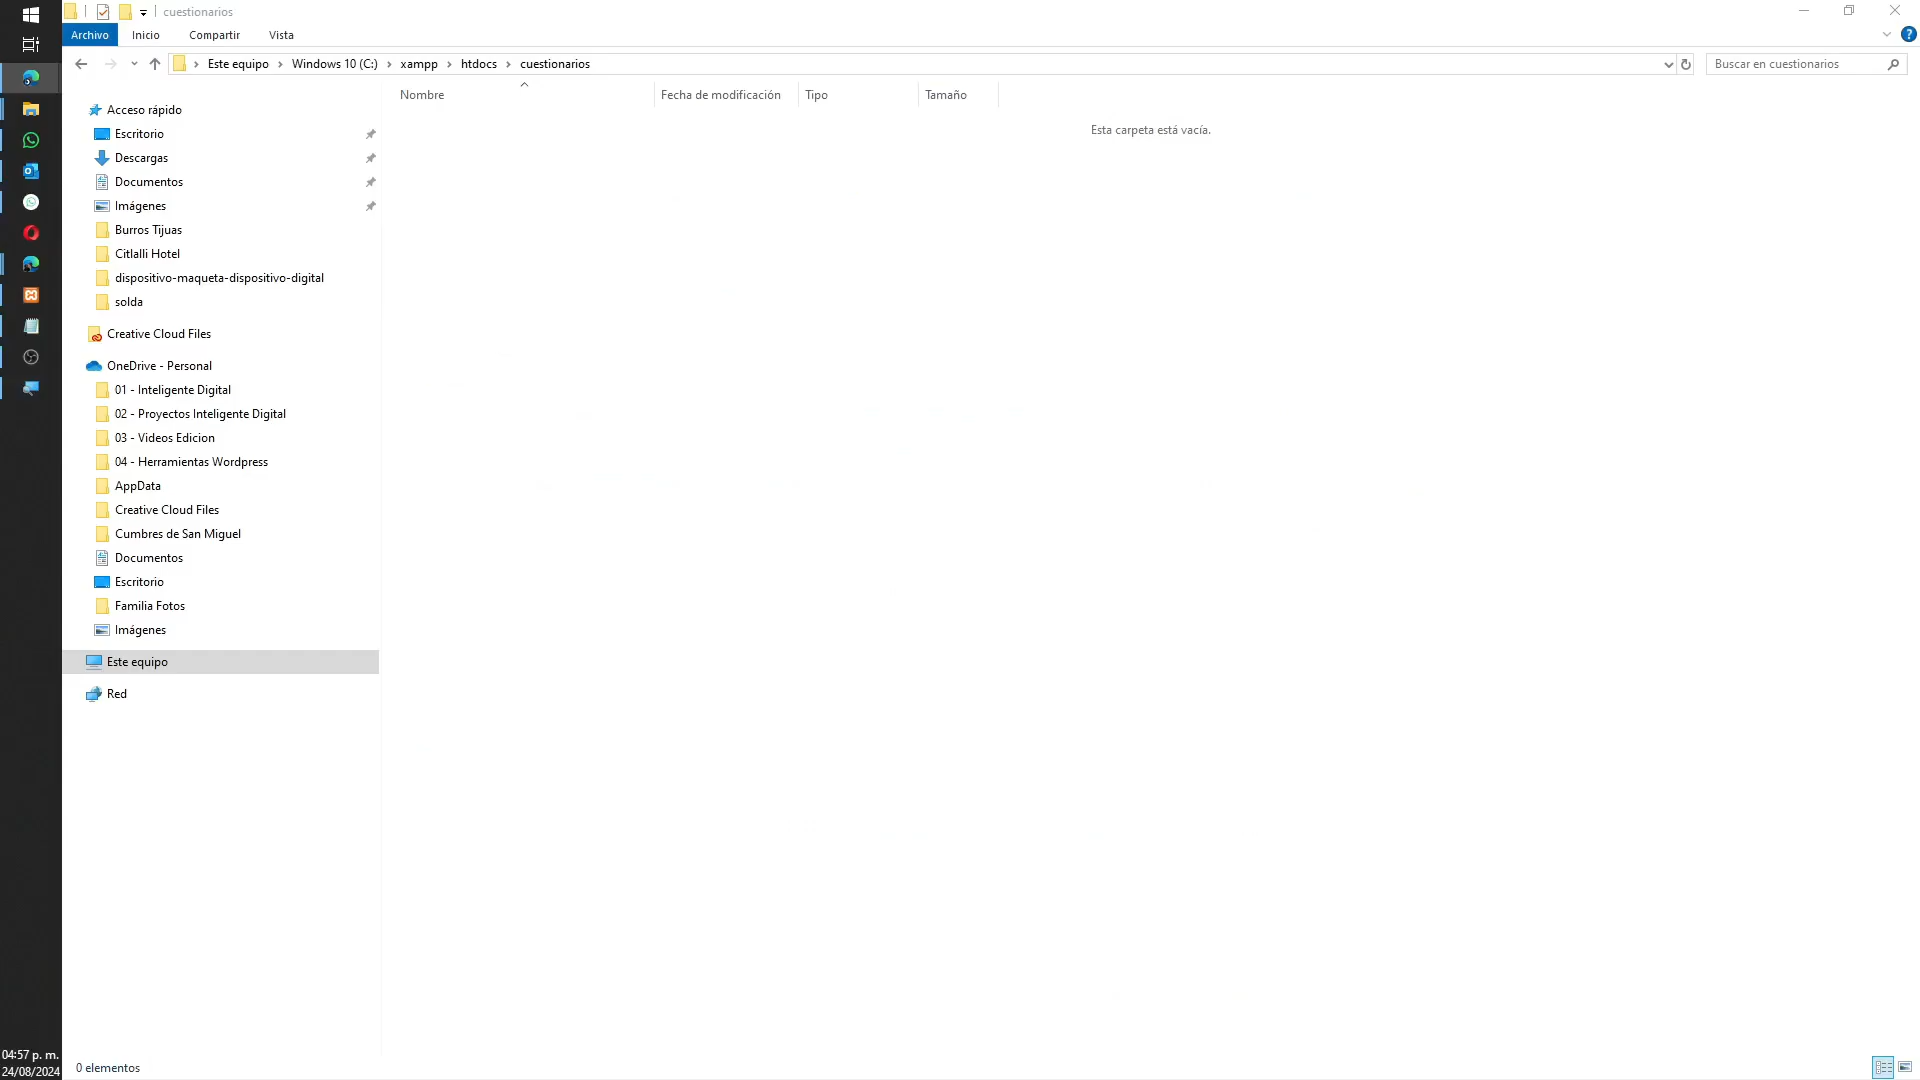 cuestionarios
Archivo Inicio Compartir Vista
Este equipo Windows 10 (C:) xampp htdocs cuestionarios
Buscar en cuestionarios
Nombre Fecha de modificación Tipo Tamaño
Esta carpeta está vacía.
Acceso rápido
Escritorio
Descargas
Documentos
Imágenes
Burros Tijuas
Citlalli Hotel
dispositivo-maqueta-dispositivo-digital
solda
Creative Cloud Files
OneDrive - Personal
01 - Inteligente Digital
02 - Proyectos Inteligente Digital
03 - Videos Edicion
04 - Herramientas Wordpress
AppData
Creative Cloud Files
Cumbres de San Miguel
Documentos
Escritorio
Familia Fotos
Imágenes
Este equipo
Red
04:57 p. m.
24/08/2024
0 elementos